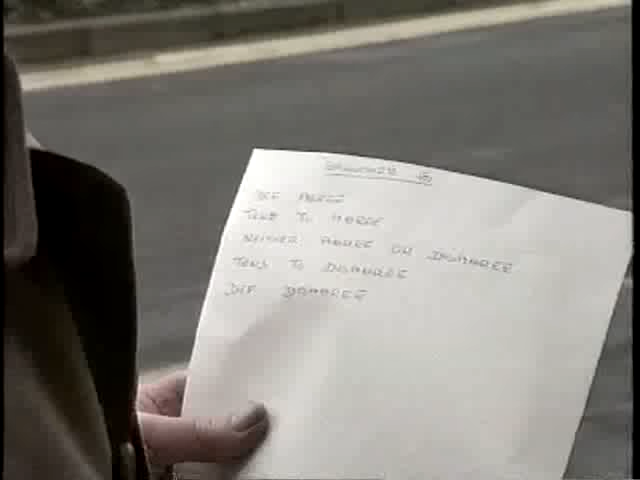 DEF AGREE
TEND TO AGREE
NEITHER AGREE OR DISAGREE
TEND TO DISAGREE
DEF DISAGREE